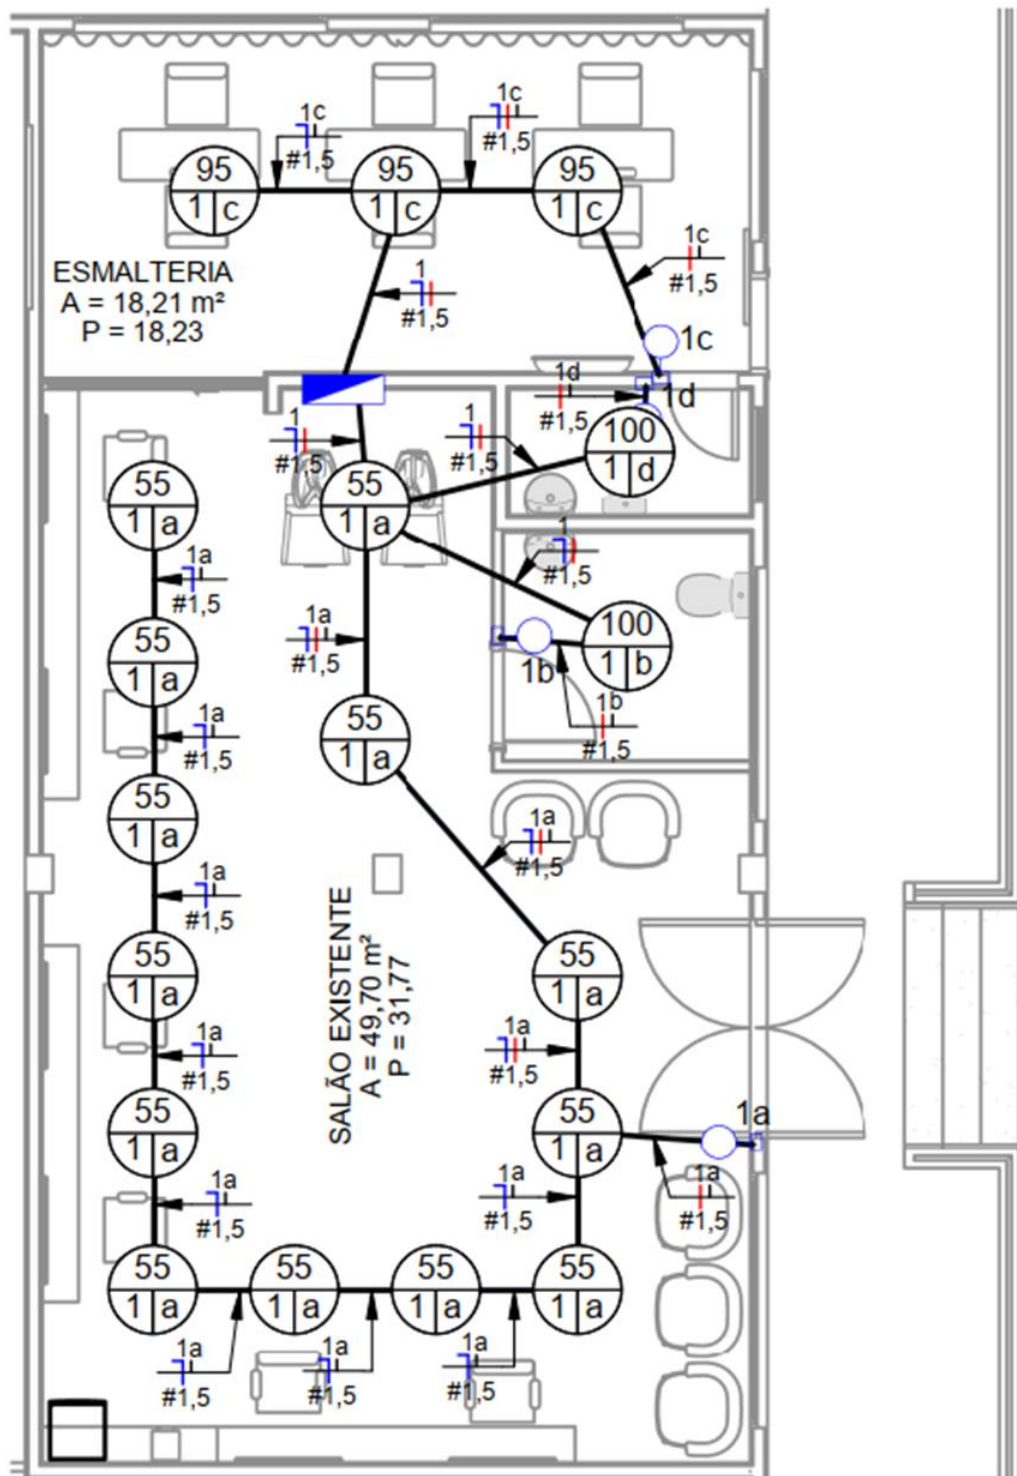 1c
#1,5
1c
#1,5
95
1 c
95
1 c
95
1 c
1c
#1,5
ESMALTERIA
A = 18,21 m²
P = 18,23
1
#1,5
1c
1d
#1,5
1d
1
#1,5
1
#1,5
100
1 d
55
1 a
55
1 a
1
#1,5
1a
#1,5
1a
#1,5
100
1 b
55
1 a
1b
1b
#1,5
1a
#1,5
55
1 a
55
1 a
1a
#1,5
1a
#1,5
SALÃO EXISTENTE
A = 49,70 m²
P = 31,77
55
1 a
55
1 a
1a
#1,5
1a
#1,5
55
1 a
55
1 a
1a
1a
#1,5
1a
#1,5
1a
#1,5
55
1 a
55
1 a
55
1 a
55
1 a
1a
#1,5
1a
#1,5
1a
#1,5